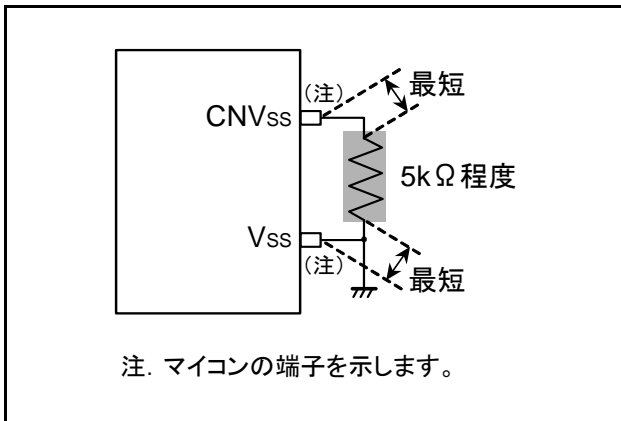 (注)
最短
CNVSS
5kΩ程度
VSS
(注)
最短
注. マイコンの端子を示します。